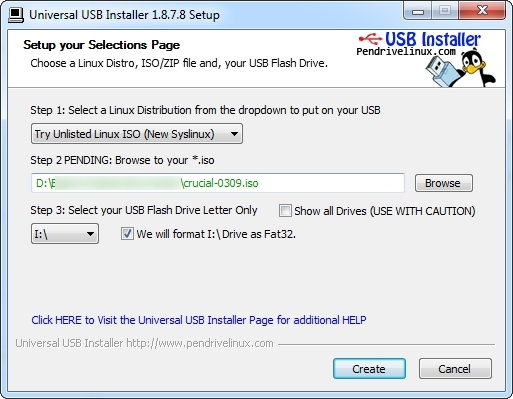 Universal USB Installer 1.8.7.8 Setup
Setup your Selections Page
Choose a Linux Distro, ISO/ZIP file and, your USB Flash Drive.
USB Installer
Pendrivelinux.com
Step 1: Select a Linux Distribution from the dropdown to put on your USB
Try Unlisted Linux ISO (New Syslinux)
Step 2 PENDING: Browse to your *.iso
D:\ \crucial-0309.iso
Browse
Step 3: Select your USB Flash Drive Letter Only
Show all Drives (USE WITH CAUTION)
I:\
We will format I:\ Drive as Fat32.
Click HERE to Visit the Universal USB Installer Page for additional HELP
Universal USB Installer http://www.pendrivelinux.com
Create
Cancel